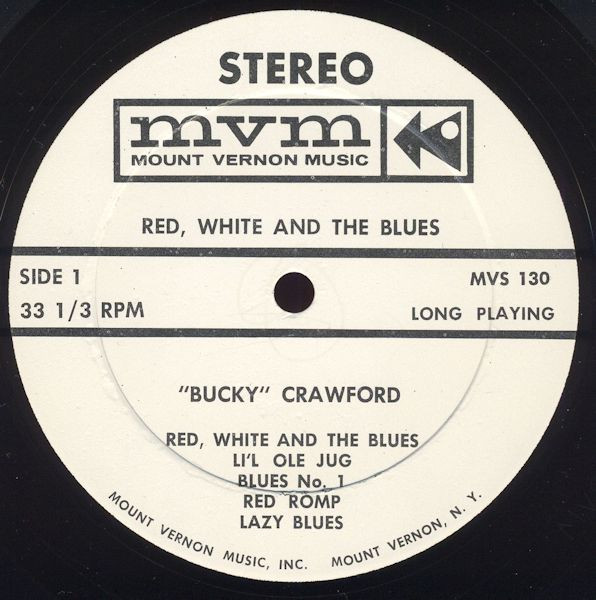 STEREO
mvm
MOUNT VERNON MUSIC
RED, WHITE AND THE BLUES
SIDE 1
MVS 130
33 1/3 RPM
LONG PLAYING
"BUCKY" CRAWFORD
RED, WHITE AND THE BLUES
LI'L OLE JUG
BLUES No. 1
RED ROMP
LAZY BLUES
MOUNT VERNON MUSIC, INC. MOUNT VERNON, N. Y.